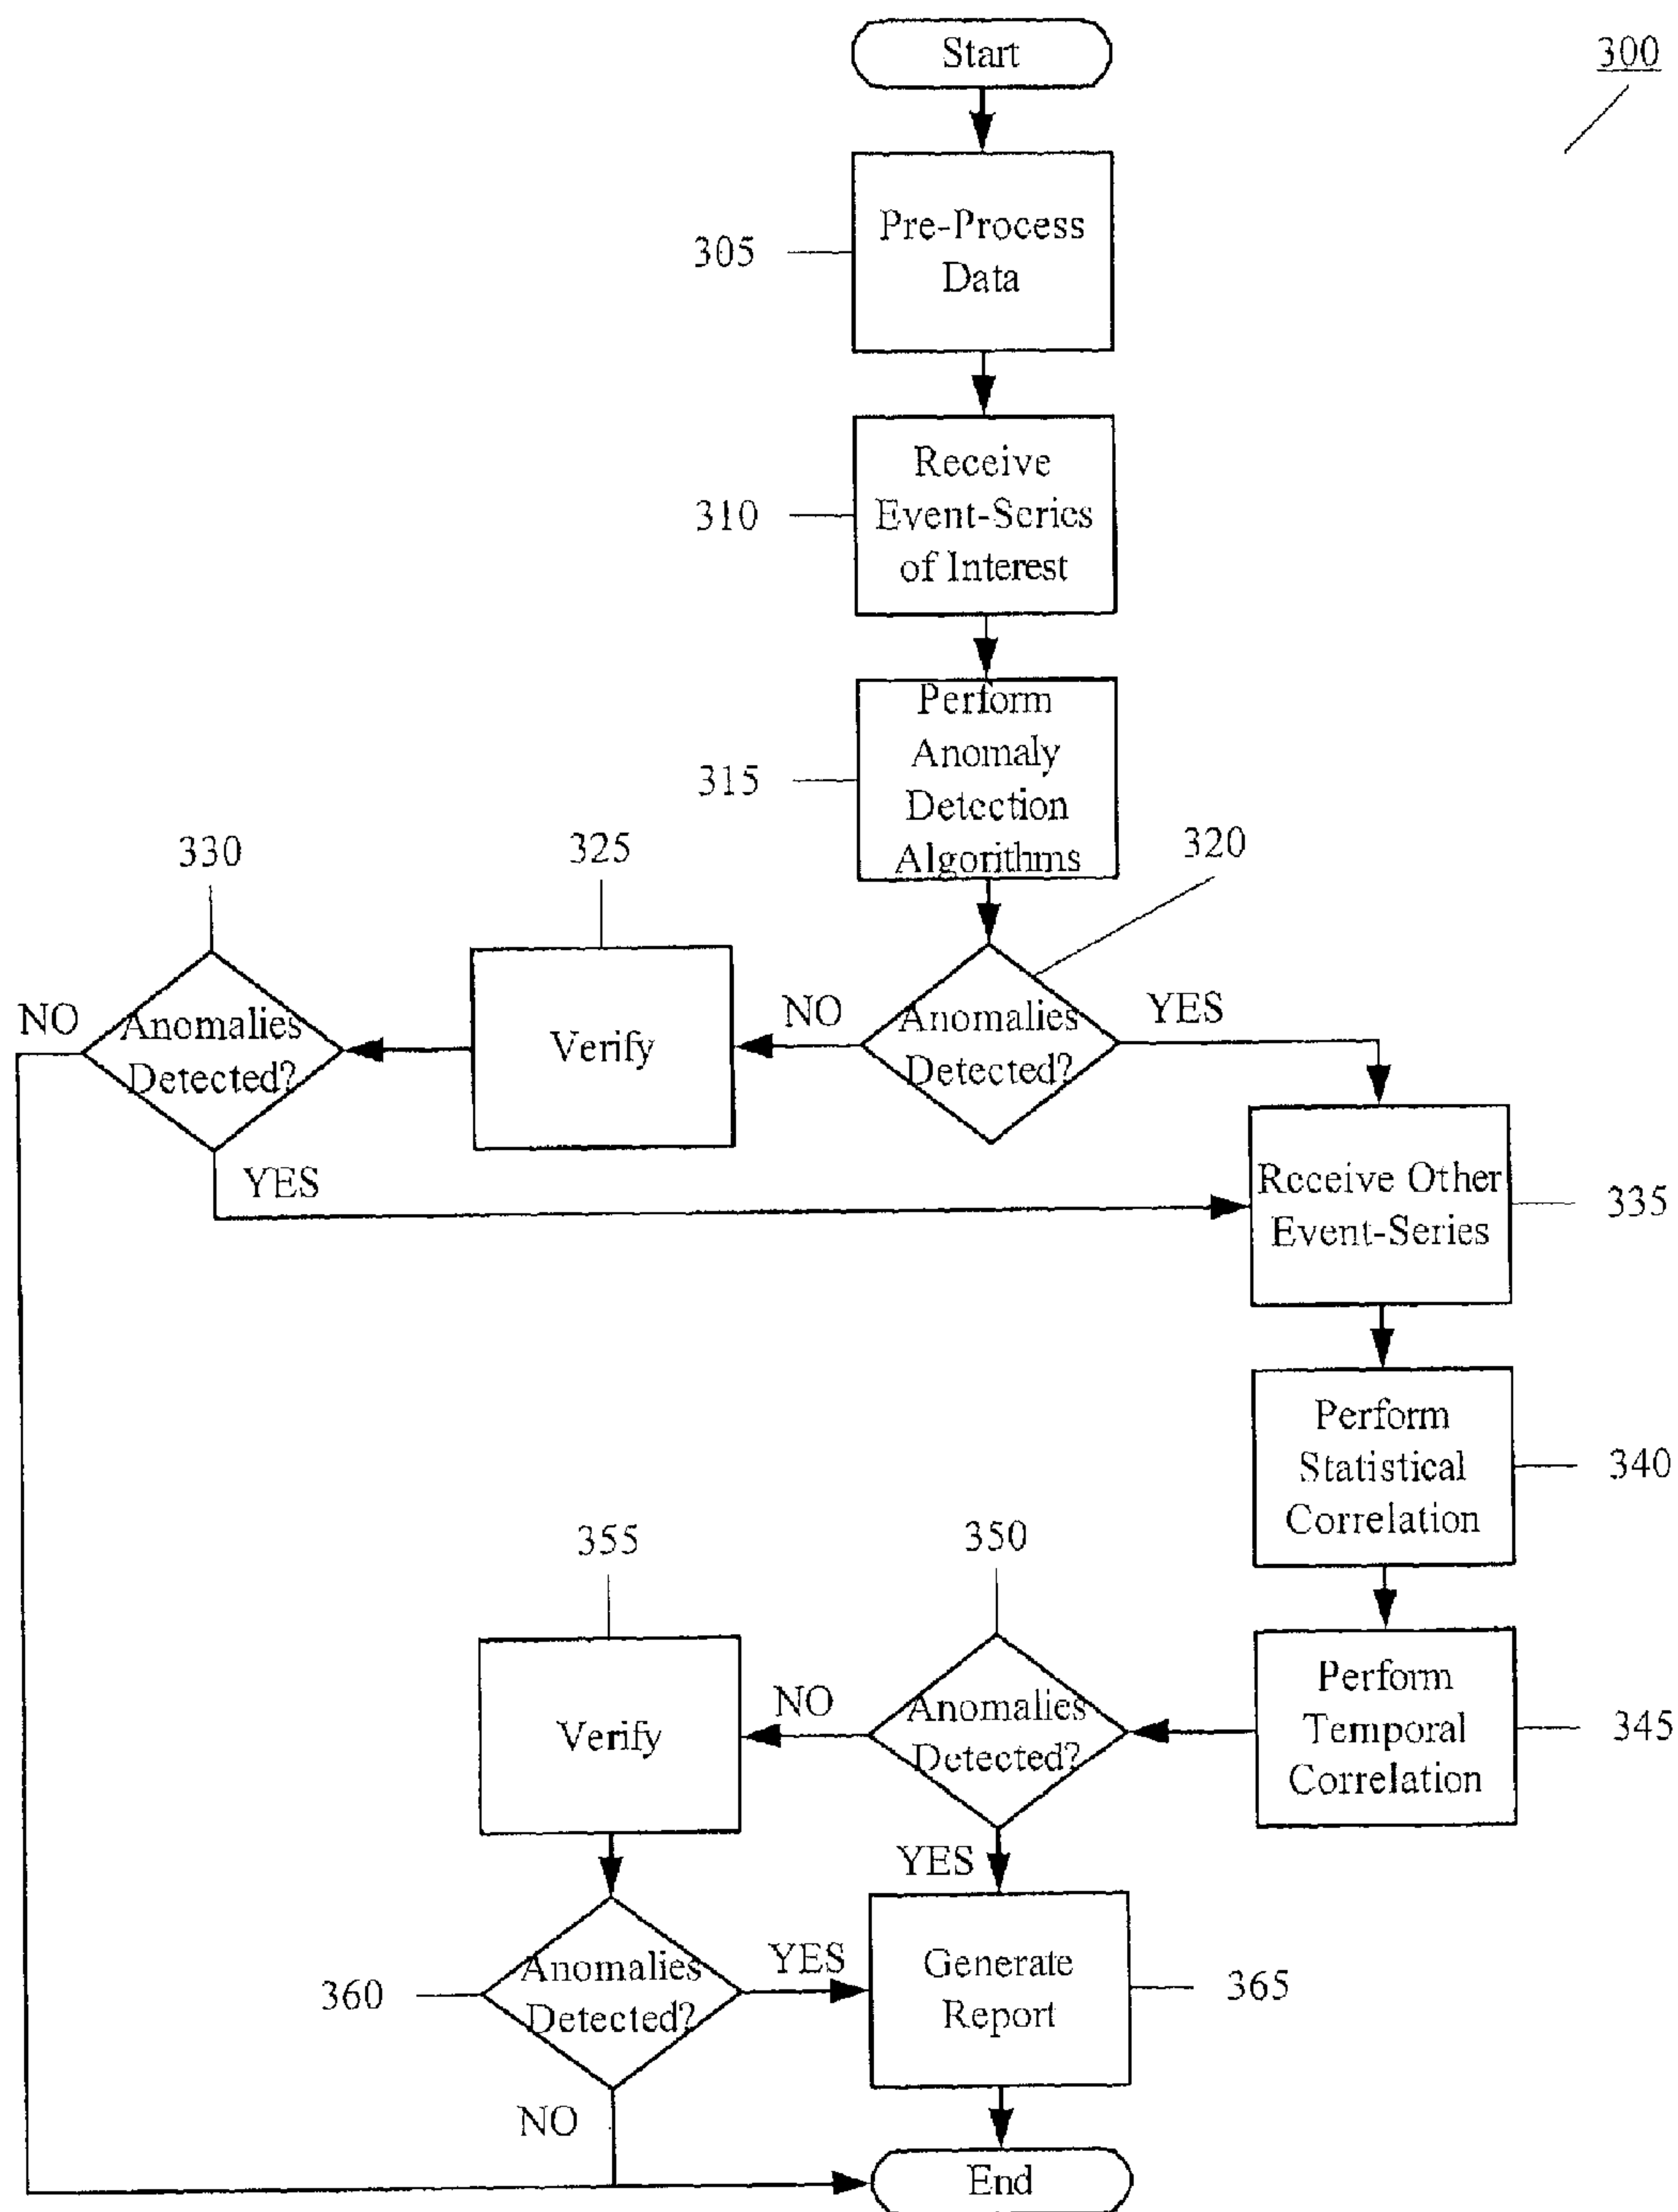 Start
300
Pre-Process
Data
305
Receive
Event-Series
of Interest
310
Perform
Anomaly
Detection
Algorithms
315
320
325
330
Anomalies
Detected?
NO
YES
Verify
Anomalies
Detected?
NO
YES
Receive Other
Event-Series
335
Perform
Statistical
Correlation
340
Perform
Temporal
Correlation
345
350
355
Anomalies
Detected?
NO
YES
Verify
Anomalies
Detected?
360
YES
NO
Generate
Report
365
End